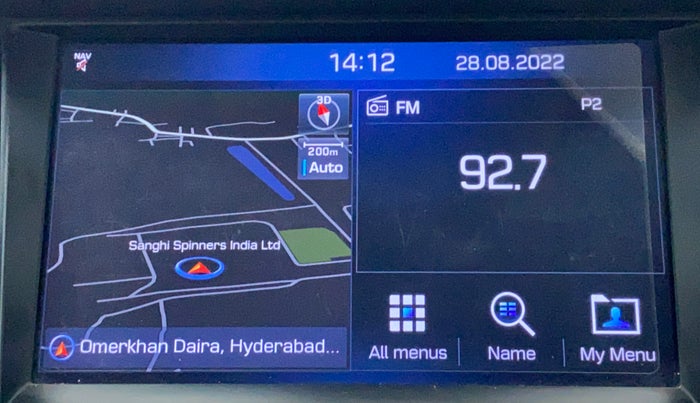 NAV
14:12
28.08.2022
3D
200m
Auto
Sanghi Spinners India Ltd
Omerkhan Daira, Hyderabad...
FM
P2
92.7
All menus
Name
My Menu